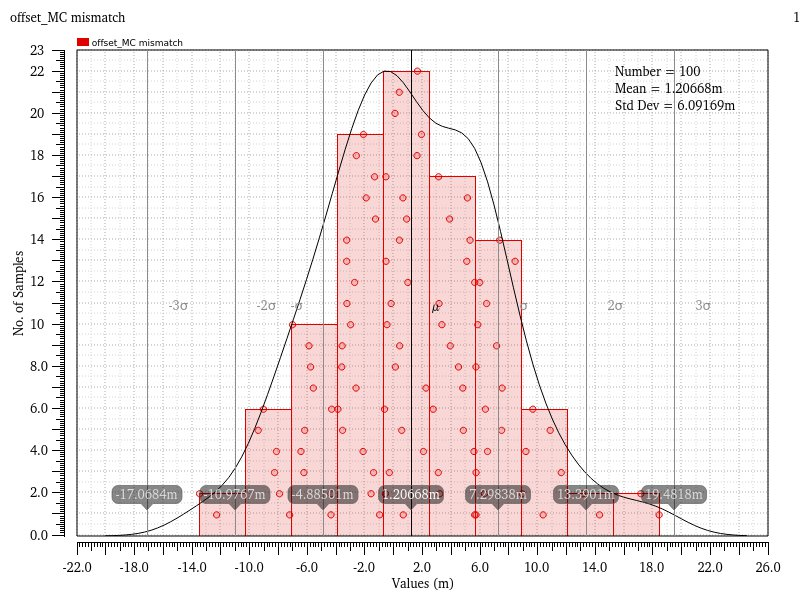 offset_MC mismatch
1
offset_MC mismatch
Number = 100
Mean = 1.20668m
Std Dev = 6.09169m
23
22
20
18
16
14
12
10
8.0
6.0
4.0
2.0
0.0
No. of Samples
-3σ
-2σ
-σ
μ
σ
2σ
3σ
-17.0684m
-10.9767m
-4.88501m
1.20668m
7.29838m
13.3901m
19.4818m
-22.0
-18.0
-14.0
-10.0
-6.0
-2.0
2.0
6.0
10.0
14.0
18.0
22.0
26.0
Values (m)